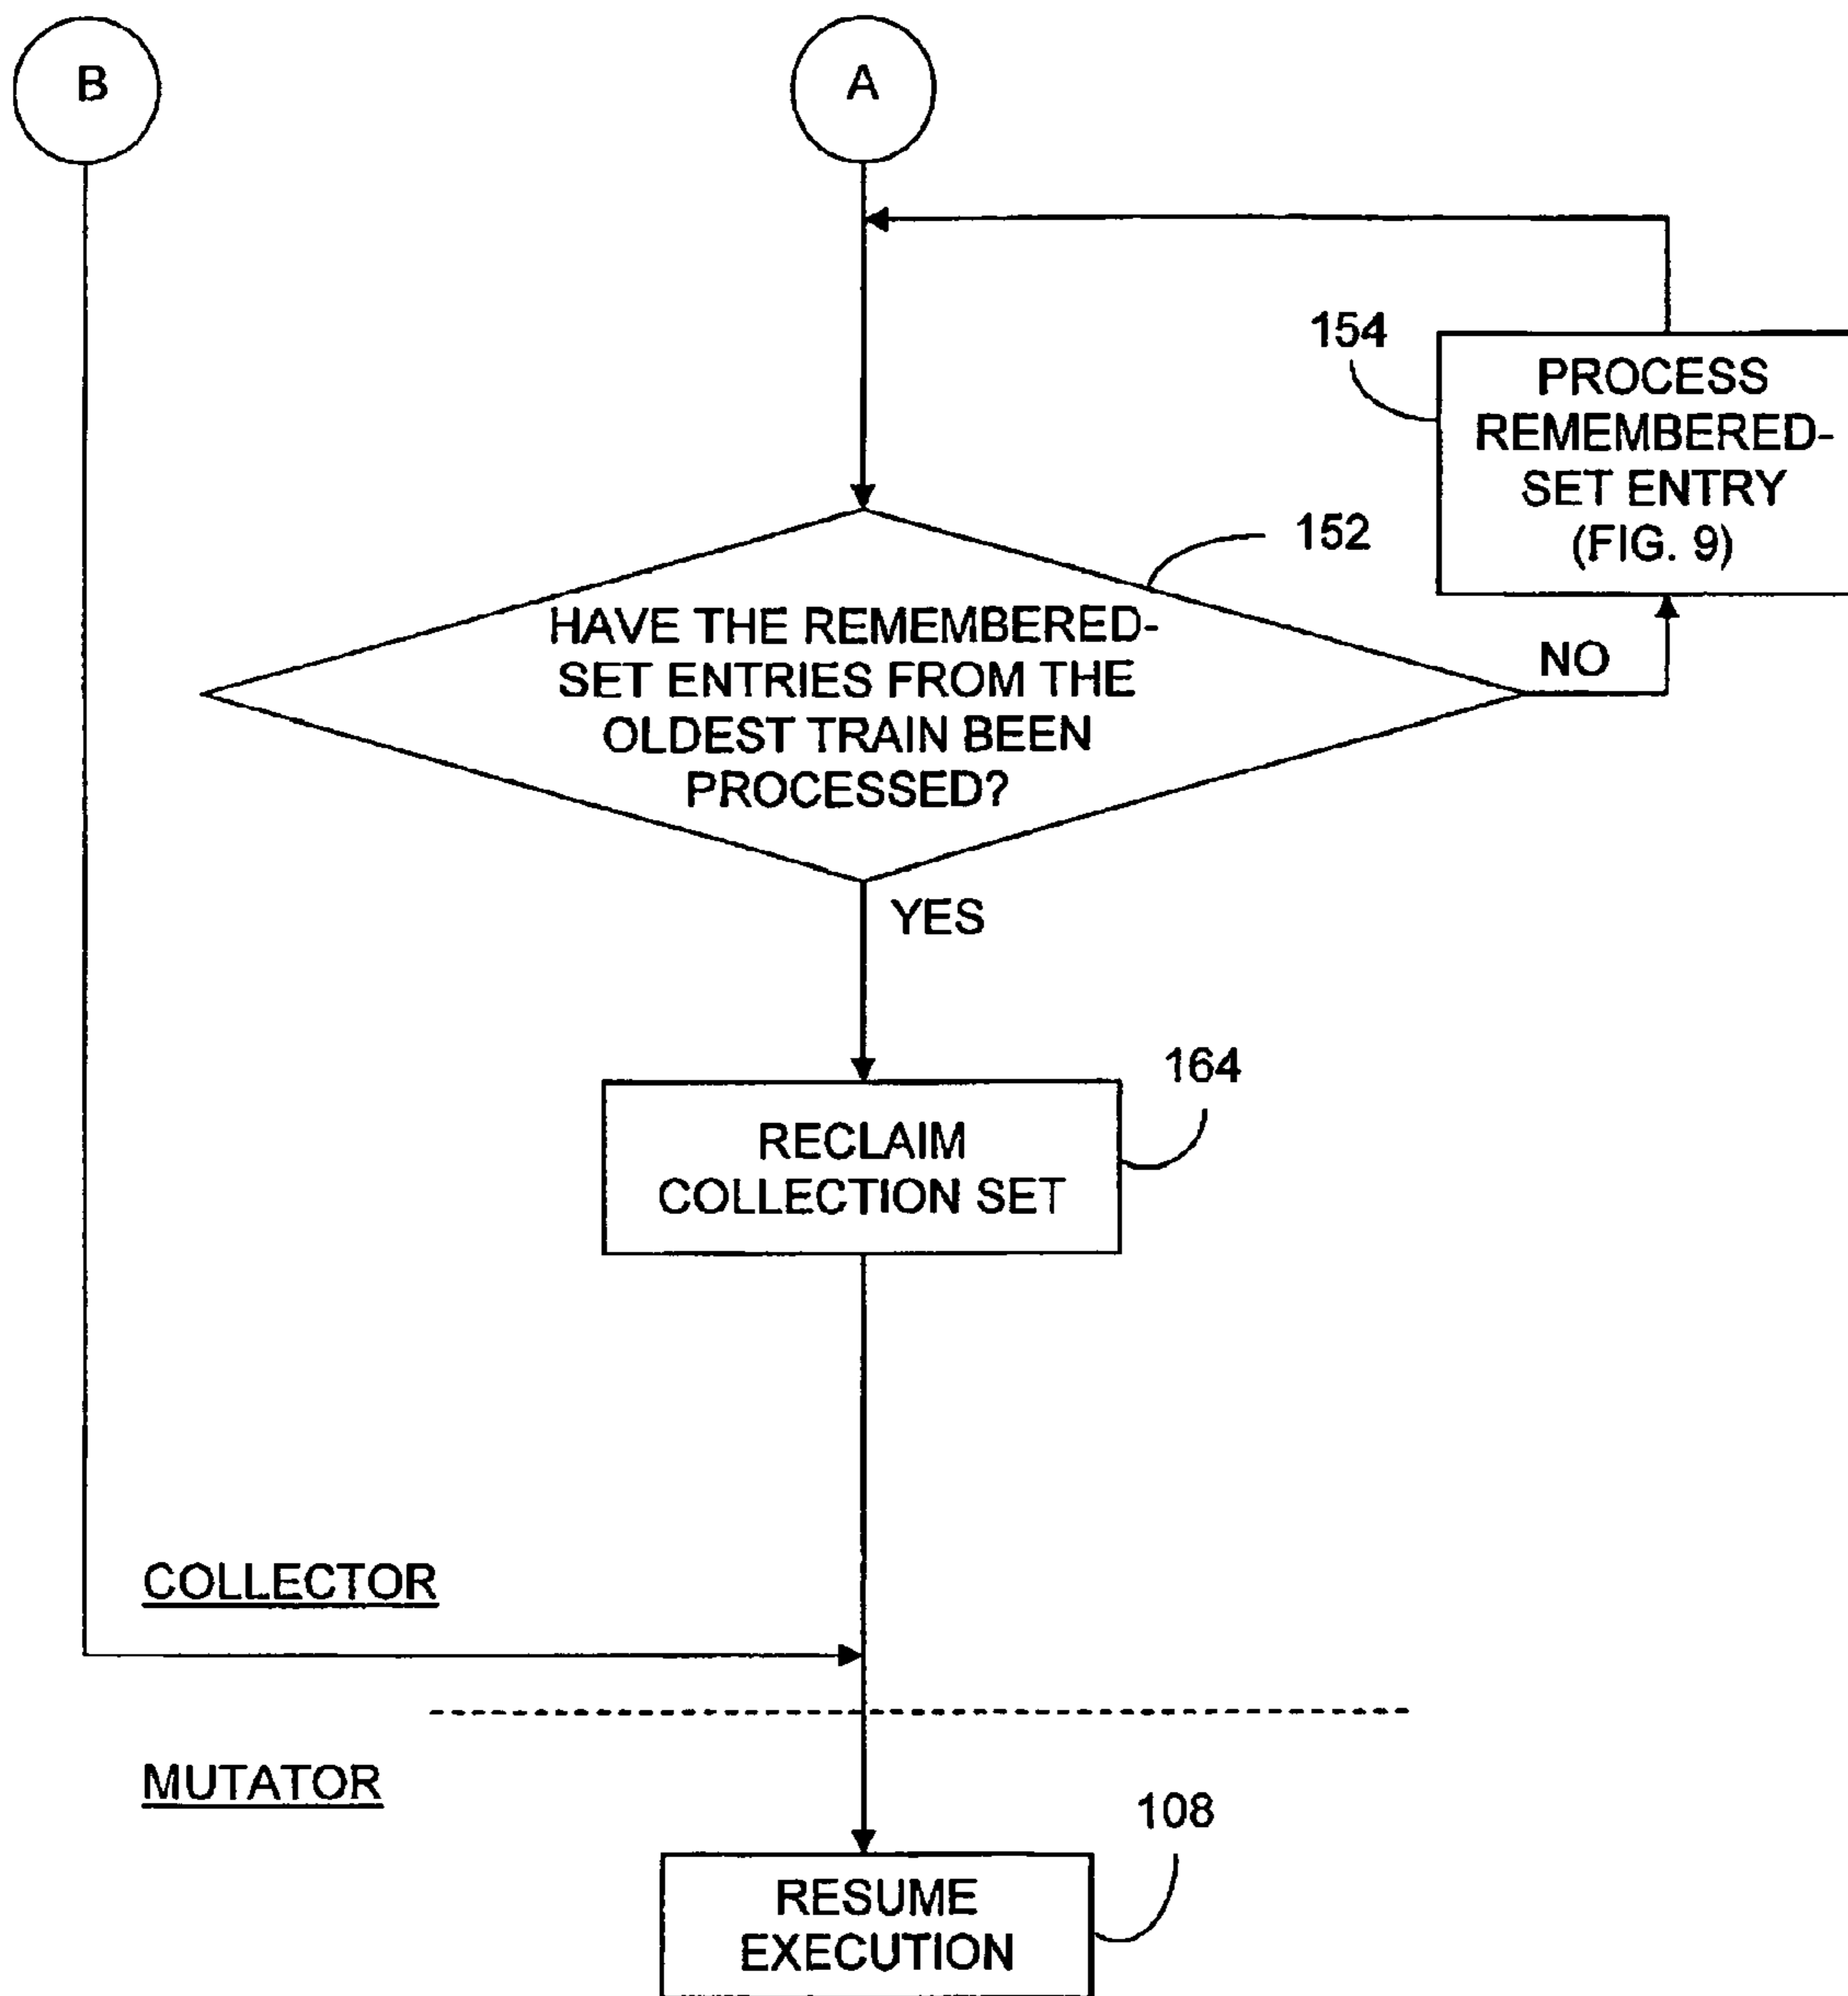 B
A
154
PROCESS
REMEMBERED-
SET ENTRY
(FIG. 9)
152
HAVE THE REMEMBERED-
SET ENTRIES FROM THE
OLDEST TRAIN BEEN
PROCESSED?
NO
YES
164
RECLAIM
COLLECTION SET
COLLECTOR
MUTATOR
108
RESUME
EXECUTION